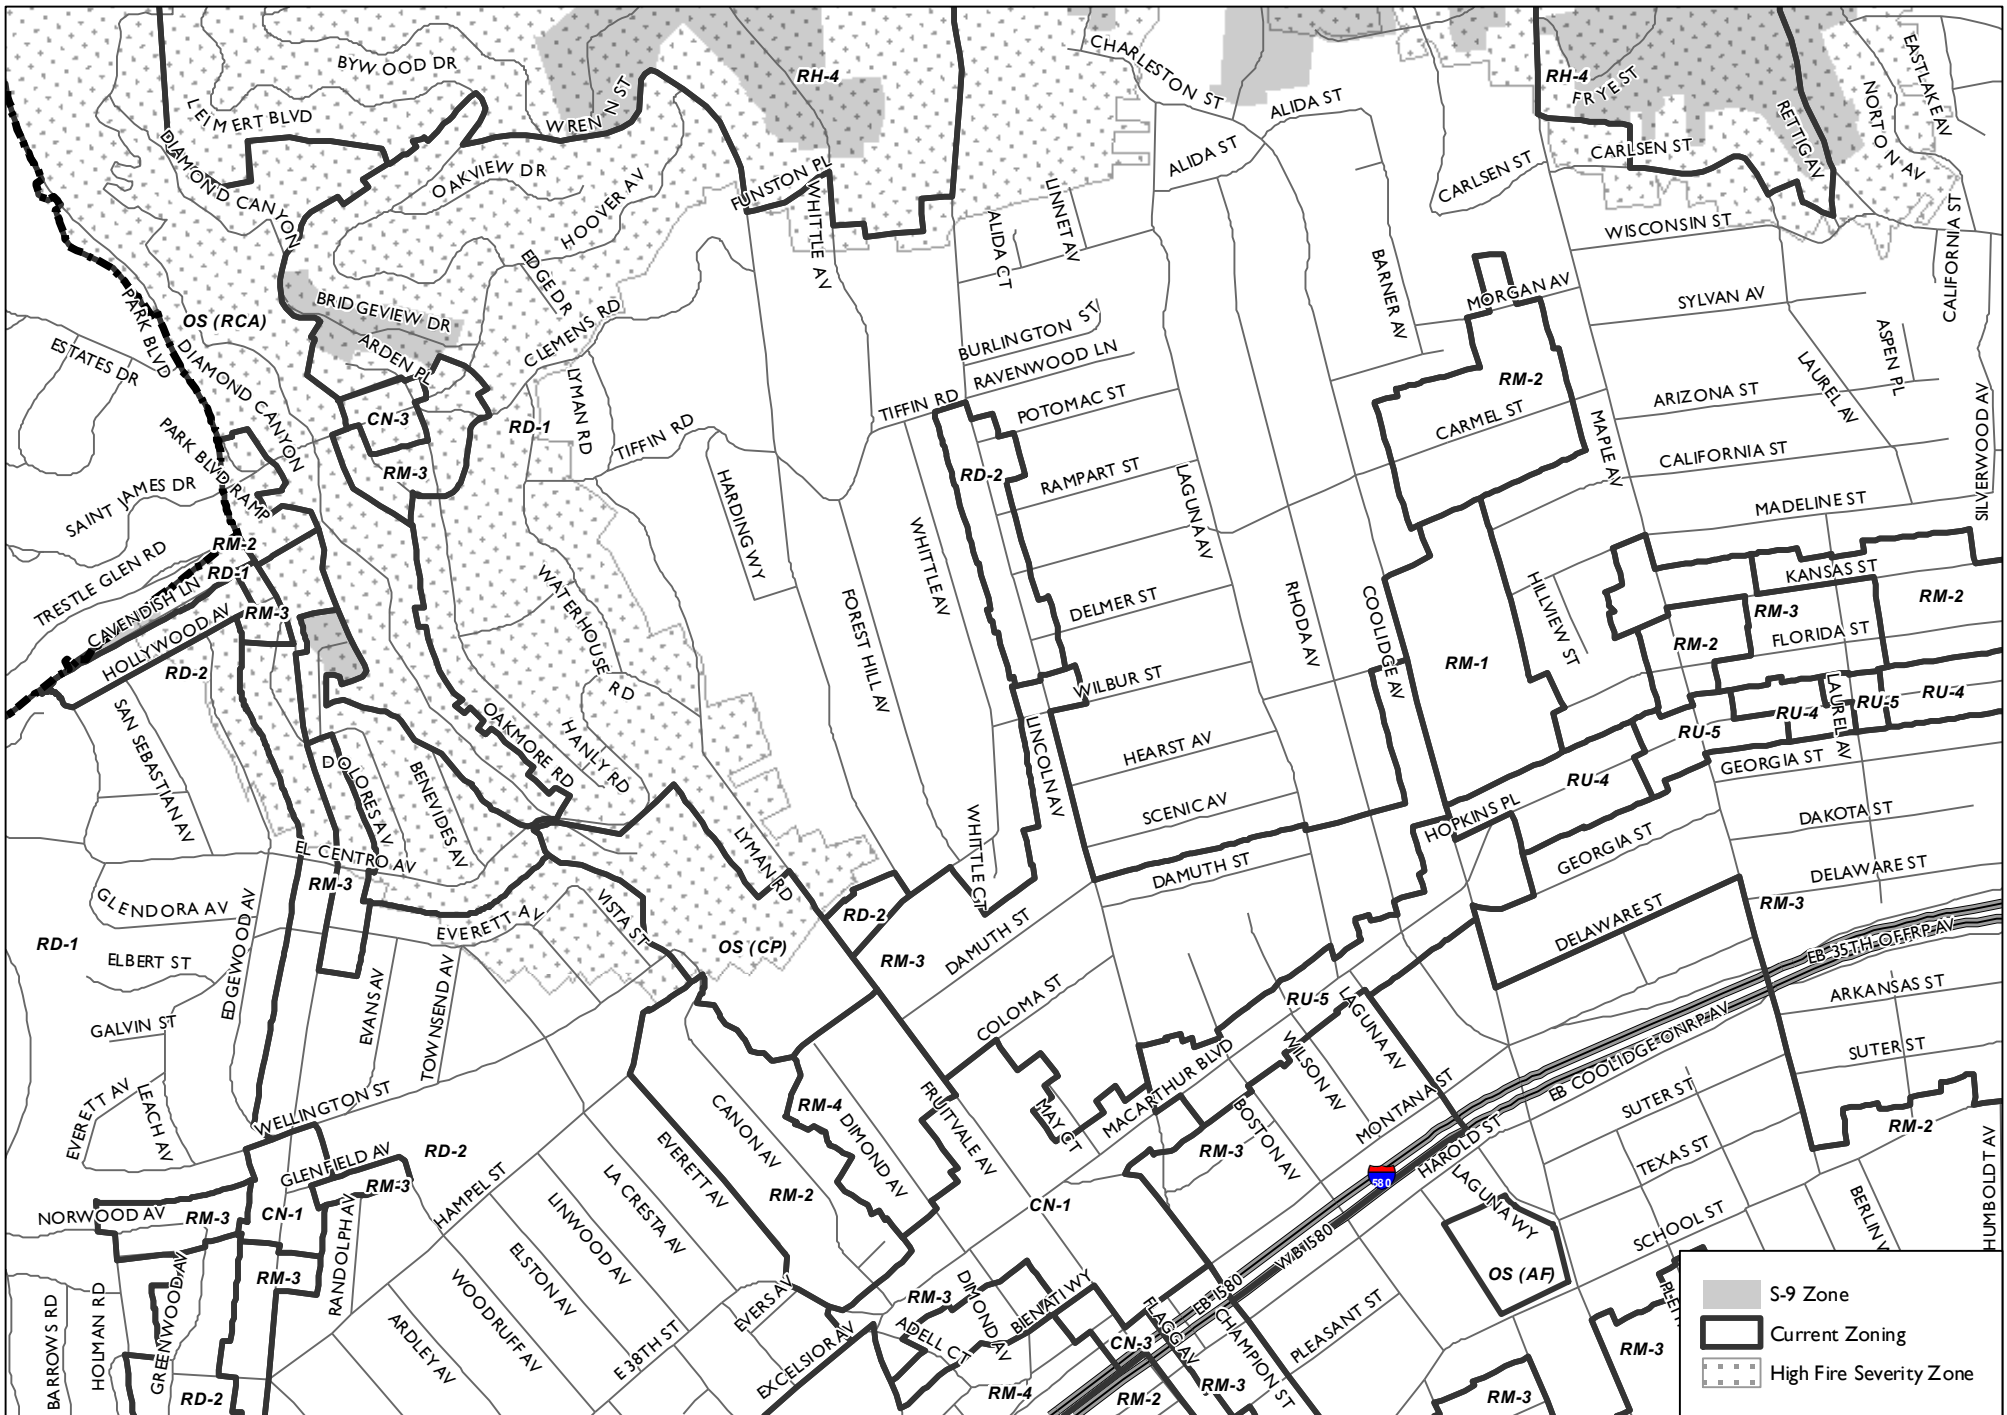 BYWOOD DR
LEIMERT BLVD
DIAMOND CANYON
WRENN ST
OAKVIEW DR
HOOVER AV
RH-4
FUNSTON PL
WHITTLE AV
CHARLESTON ST
ALIDA ST
ALIDA ST
LINNET AV
ALIDA CT
BARNER AV
CARLSEN ST
RH-4
FRYE ST
CARLSEN ST
RETTIG AV
NORTON AV
EASTLAKE AV
WISCONSIN ST
CALIFORNIA ST
EDGE DR
BRIDGEVIEW DR
ARDEN PL
CLEMENS RD
OS (RCA)
PARK BLVD
DIAMOND CANYON
ESTATES DR
PARK BLVD RAMP
SAINT JAMES DR
CN-3
RM-3
RD-1
LYMAN RD
TIFFIN RD
HARDING WY
BURLINGTON ST
RAVENWOOD LN
TIFFIN RD
POTOMAC ST
RD-2
RAMPART ST
LAGUNA AV
MORGAN AV
RM-2
CARMEL ST
SYLVAN AV
ARIZONA ST
LAUREL AV
ASPEN PL
MAPLE AV
CALIFORNIA ST
MADELINE ST
SILVERWOOD AV
RM-2
RD-1
TRESTLE GLEN RD
CAVENDISH LN
HOLLYWOOD AV
RM-3
RD-2
WATERHOUSE RD
OAKMORE RD
HANLY RD
FOREST HILL AV
WHITTLE AV
DELMER ST
WILBUR ST
RHODA AV
COOLIDGE AV
RM-1
HILLVIEW ST
KANSAS ST
RM-3
RM-2
RM-2
FLORIDA ST
LAUREL AV
RU-5
RU-4
RU-4
RU-5
GEORGIA ST
SAN SEBASTIAN AV
DOLORES AV
BENEVIDES AV
EL CENTRO AV
RM-3
LINCOLN AV
HEARST AV
SCENIC AV
WHITTLE CT
DAMUTH ST
RU-4
HOPKINS PL
GEORGIA ST
DAKOTA ST
DELAWARE ST
DELAWARE ST
RM-3
GLENDORA AV
EDGEWOOD AV
RD-1
ELBERT ST
EVERETT AV
VISTA ST
LYMAN RD
OS (CP)
RD-2
RM-3
DAMUTH ST
COLOMA ST
EB 35TH OFFRP AV
ARKANSAS ST
GALVIN ST
EVANS AV
TOWNSEND AV
EVERETT AV
LEACH AV
WELLINGTON ST
RU-5
LAGUNA AV
MACARTHUR BLVD
WILSON AV
MONTANA ST
EB COOLIDGE ONRP AV
SUTER ST
SUTER ST
RM-4
DIMOND AV
CANON AV
FRUITVALE AV
MAY CT
BOSTON AV
RM-3
HAROLD ST
580
TEXAS ST
RM-2
HUMBOLDT AV
GLENFIELD AV
RM-3
RD-2
HAMPEL ST
EVERETT AV
RM-2
CN-1
LAGUNA WY
SCHOOL ST
NORWOOD AV
RM-3
CN-1
RM-3
RANDOLPH AV
LA CRESTA AV
LINWOOD AV
ELSTON AV
WOODRUFF AV
ARDLEY AV
E 38TH ST
EVERS AV
EXCELSIOR AV
WB I580
EB I580
OS (AF)
BARROWS RD
HOLMAN RD
GREENWOOD AV
RD-2
RM-3
DIMOND AV
BIENATI WY
ADELL CT
RM-4
CN-3
FLAGG AV
CHAMPION ST
PLEASANT ST
RM-2
RM-3
RM-3
RM-3
S-9 Zone
Current Zoning
High Fire Severity Zone